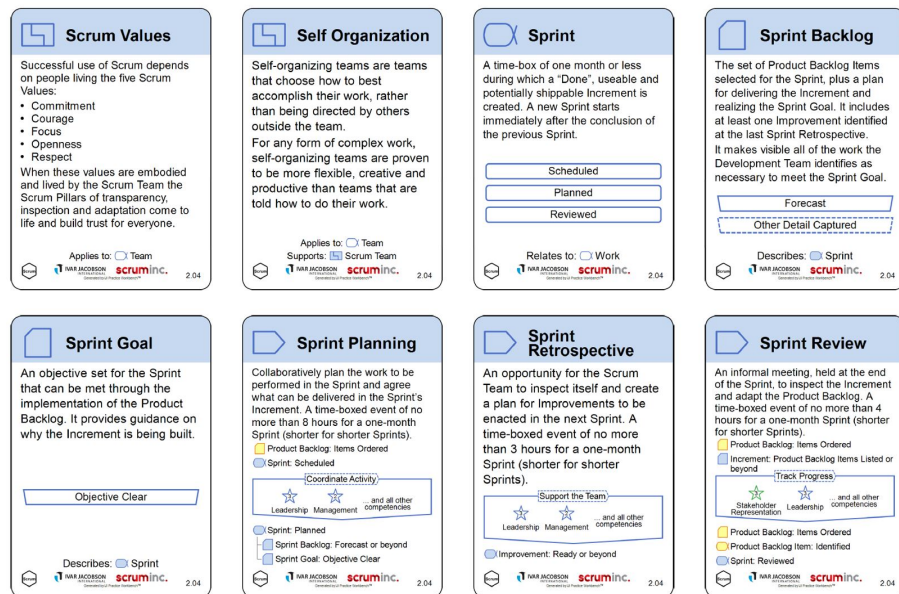 Scrum Values
Successful use of Scrum depends
on people living the five Scrum
Values:
• Commitment
• Courage
• Focus
• Openness
• Respect
When these values are embodied
and lived by the Scrum Team the
Scrum Pillars of transparency,
inspection and adaptation come to
life and build trust for everyone.
Applies to: Team
Scrum
IVAR JACOBSON
INTERNATIONAL
scruminc.
2.04
Self Organization
Self-organizing teams are teams
that choose how to best
accomplish their work, rather
than being directed by others
outside the team.
For any form of complex work,
self-organizing teams are proven
to be more flexible, creative and
productive than teams that are
told how to do their work.
Applies to: Team
Supports: Scrum Team
Scrum
IVAR JACOBSON
INTERNATIONAL
scruminc.
2.04
Sprint
A time-box of one month or less
during which a “Done”, useable and
potentially shippable Increment is
created. A new Sprint starts
immediately after the conclusion of
the previous Sprint.
Scheduled
Planned
Reviewed
Relates to: Work
Scrum
IVAR JACOBSON
INTERNATIONAL
scruminc.
2.04
Sprint Backlog
The set of Product Backlog Items
selected for the Sprint, plus a plan
for delivering the Increment and
realizing the Sprint Goal. It includes
at least one Improvement identified
at the last Sprint Retrospective.
It makes visible all of the work the
Development Team identifies as
necessary to meet the Sprint Goal.
Forecast
Other Detail Captured
Describes: Sprint
Scrum
IVAR JACOBSON
INTERNATIONAL
scruminc.
2.04
Sprint Goal
An objective set for the Sprint
that can be met through the
implementation of the Product
Backlog. It provides guidance on
why the Increment is being built.
Objective Clear
Describes: Sprint
Scrum
IVAR JACOBSON
INTERNATIONAL
scruminc.
2.04
Sprint Planning
Collaboratively plan the work to be
performed in the Sprint and agree
what can be delivered in the Sprint’s
Increment. A time-boxed event of no
more than 8 hours for a one-month
Sprint (shorter for shorter Sprints).
Product Backlog: Items Ordered
Sprint: Scheduled
Coordinate Activity
Leadership Management ... and all other
competencies
Sprint: Planned
Sprint Backlog: Forecast or beyond
Sprint Goal: Objective Clear
Scrum
IVAR JACOBSON
INTERNATIONAL
scruminc.
2.04
Sprint
Retrospective
An opportunity for the Scrum
Team to inspect itself and create
a plan for Improvements to be
enacted in the next Sprint. A
time-boxed event of no more
than 3 hours for a one-month
Sprint (shorter for shorter
Sprints).
Support the Team
Leadership Management ... and all other
competencies
Improvement: Ready or beyond
Scrum
IVAR JACOBSON
INTERNATIONAL
scruminc.
2.04
Sprint Review
An informal meeting, held at the end
of the Sprint, to inspect the Increment
and adapt the Product Backlog. A
time-boxed event of no more than 4
hours for a one-month Sprint (shorter
for shorter Sprints).
Product Backlog: Items Ordered
Increment: Product Backlog Items Listed or
beyond
Track Progress
Stakeholder
Representation
Leadership ... and all other
competencies
Product Backlog: Items Ordered
Product Backlog Item: Identified
Sprint: Reviewed
Scrum
IVAR JACOBSON
INTERNATIONAL
scruminc.
2.04